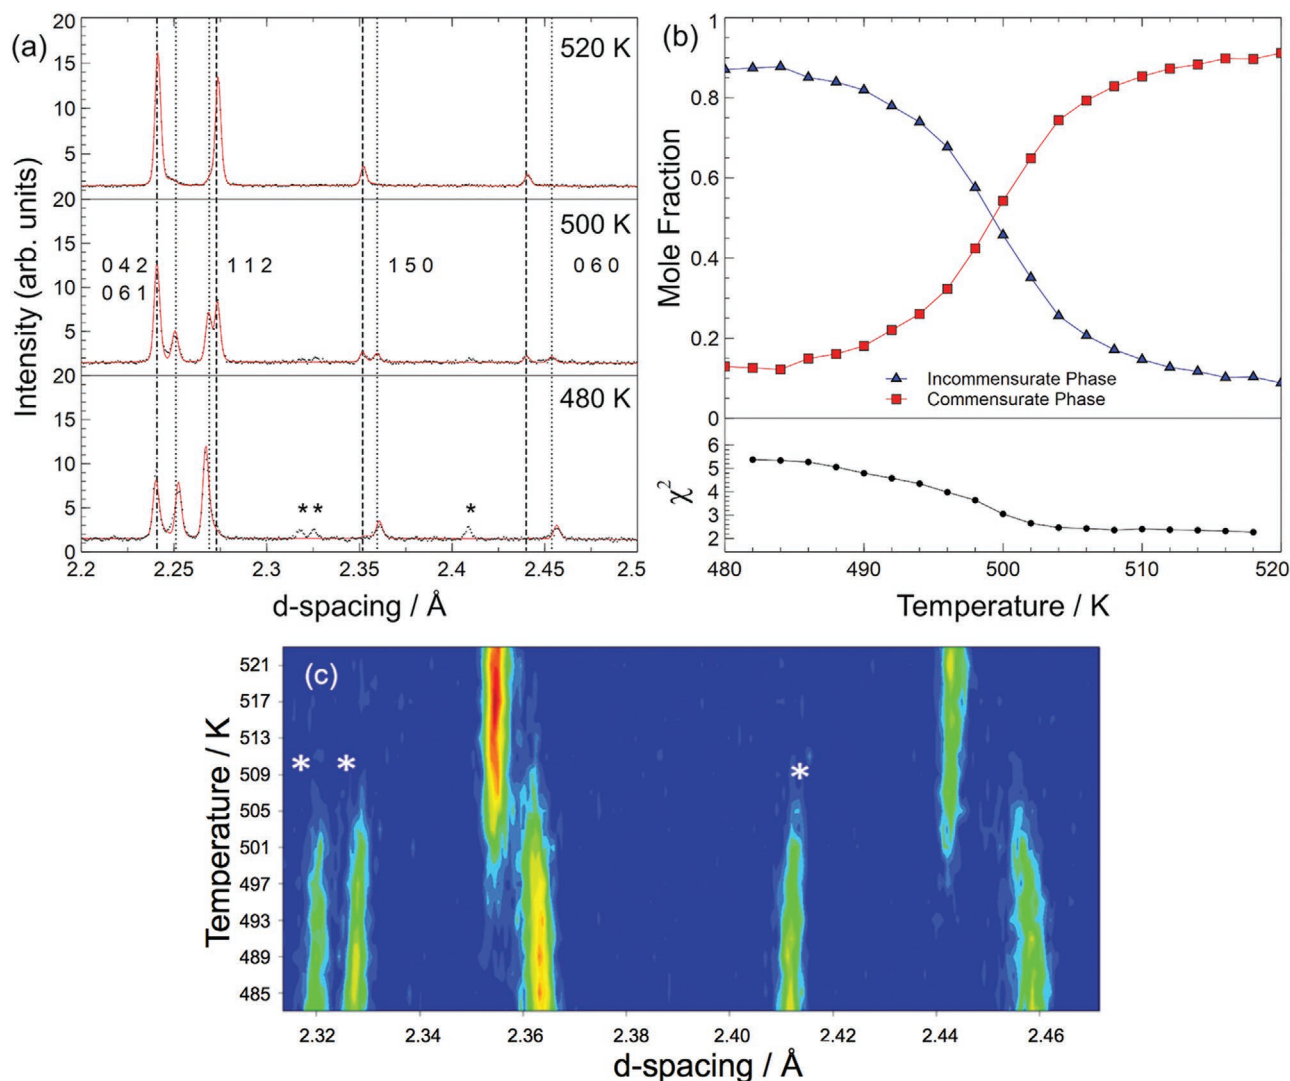 (a)
520 K
20
15
10
5
500 K
20
15
10
5
0 4 2
0 6 1
1 1 2
1 5 0
0 6 0
480 K
20
15
10
5
0
* *
*
2.2 2.25 2.3 2.35 2.4 2.45 2.5
Intensity (arb. units)
d-spacing / Å
(b)
1
0.8
0.6
0.4
0.2
0
Mole Fraction
Incommensurate Phase
Commensurate Phase
6
5
4
3
2
χ2
480 490 500 510 520
Temperature / K
(c)
521
517
513
509
505
501
497
493
489
485
Temperature / K
* *
*
2.32 2.34 2.36 2.38 2.40 2.42 2.44 2.46
d-spacing / Å